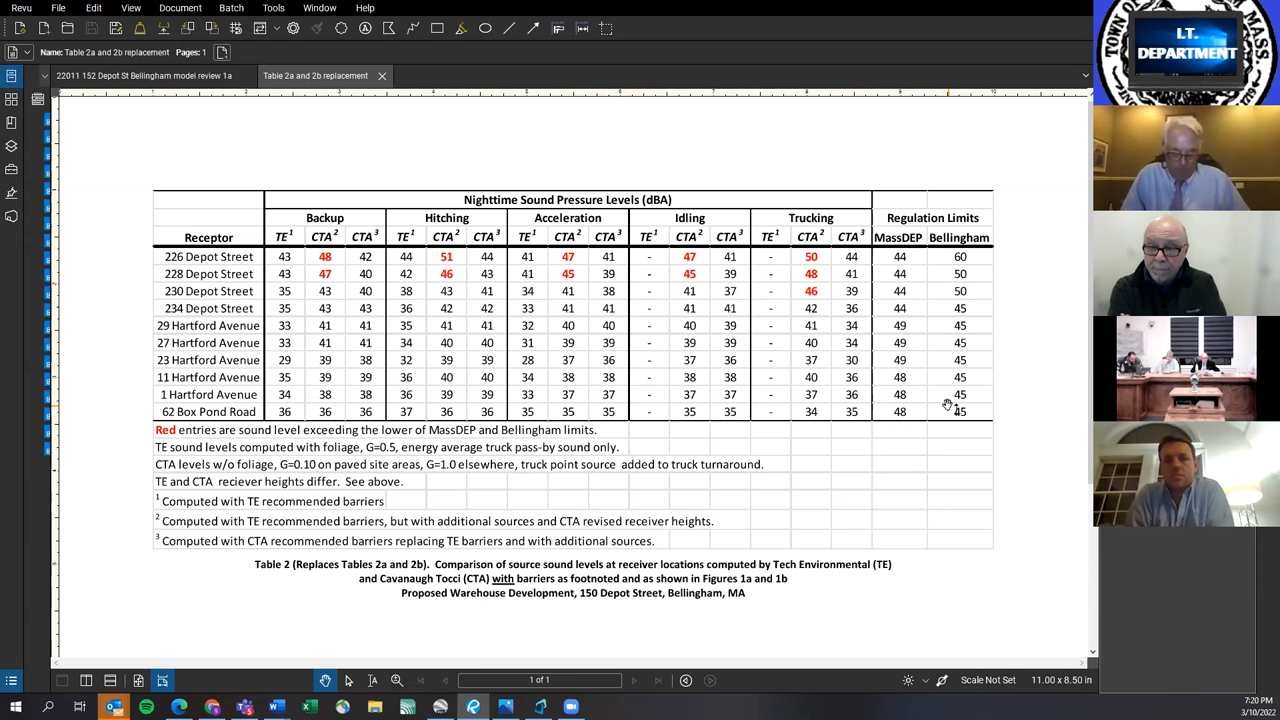 Revu File Edit View Document Batch Tools Window Help
Name: Table 2a and 2b replacement Pages: 1
22011 152 Depot St Bellingham model review 1a Table 2a and 2b replacement
Nighttime Sound Pressure Levels (dBA)
Backup Hitching Acceleration Idling Trucking Regulation Limits
Receptor TE1 CTA2 CTA3 TE1 CTA2 CTA3 TE1 CTA2 CTA3 TE1 CTA2 CTA3 TE1 CTA2 CTA3 MassDEP Bellingham
226 Depot Street 43 48 42 44 51 44 41 47 41 - 47 41 - 50 44 44 60
228 Depot Street 43 47 40 42 46 43 41 45 39 - 45 39 - 48 41 44 50
230 Depot Street 35 43 40 38 43 41 34 41 38 - 41 37 - 46 39 44 50
234 Depot Street 35 43 43 36 42 42 33 41 41 - 41 41 - 42 36 44 45
29 Hartford Avenue 33 41 41 35 41 41 32 40 40 - 40 39 - 41 34 49 45
27 Hartford Avenue 33 41 41 34 40 40 31 39 39 - 39 39 - 40 34 49 45
23 Hartford Avenue 29 39 38 32 39 39 28 37 36 - 37 36 - 37 30 49 45
11 Hartford Avenue 35 39 39 36 40 40 34 38 38 - 38 38 - 40 36 48 45
1 Hartford Avenue 34 38 38 36 39 39 33 37 37 - 37 37 - 37 36 48 45
62 Box Pond Road 36 36 36 37 36 36 35 35 35 - 35 35 - 34 35 48 45
Red entries are sound level exceeding the lower of MassDEP and Bellingham limits.
TE sound levels computed with foliage, G=0.5, energy average truck pass-by sound only.
CTA levels w/o foliage, G=0.10 on paved site areas, G=1.0 elsewhere, truck point source added to truck turnaround.
TE and CTA reciever heights differ. See above.
1 Computed with TE recommended barriers
2 Computed with TE recommended barriers, but with additional sources and CTA revised receiver heights.
3 Computed with CTA recommended barriers replacing TE barriers and with additional sources.
Table 2 (Replaces Tables 2a and 2b). Comparison of source sound levels at receiver locations computed by Tech Environmental (TE)
and Cavanaugh Tocci (CTA) with barriers as footnoted and as shown in Figures 1a and 1b
Proposed Warehouse Development, 150 Depot Street, Bellingham, MA
1 of 1 Scale Not Set 11.00 x 8.50 in
7:20 PM
3/10/2022
TOWN OF MASS.
I.T.
DEPARTMENT